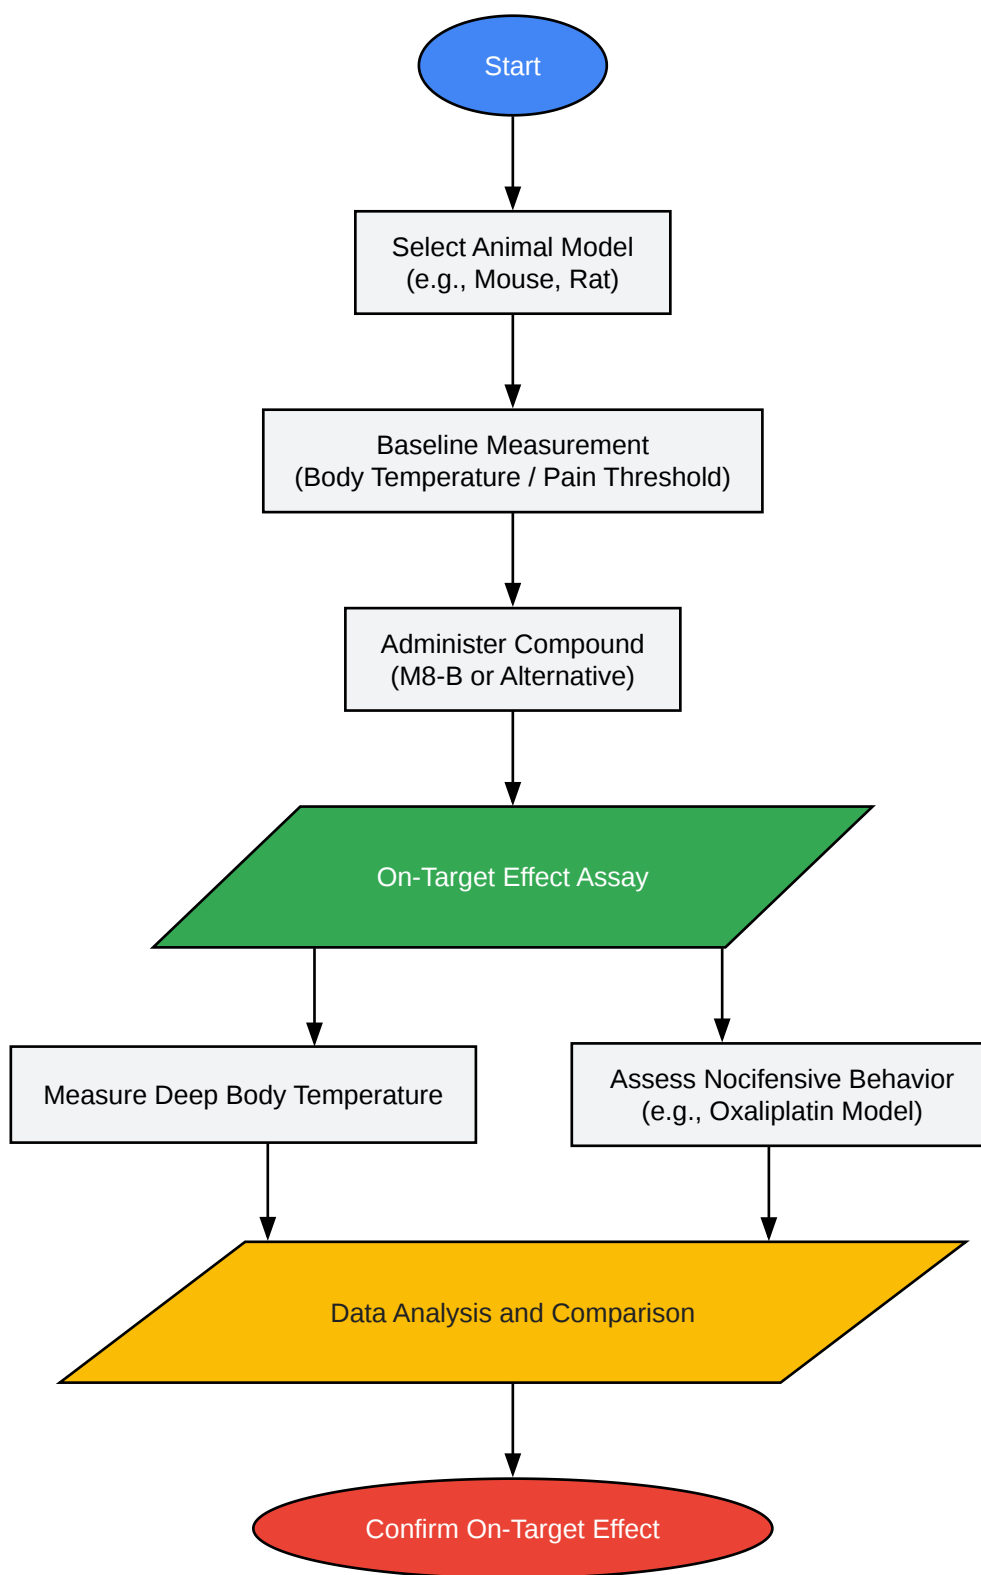 Start
Select Animal Model
(e.g., Mouse, Rat)
Baseline Measurement
(Body Temperature / Pain Threshold)
Administer Compound
(M8-B or Alternative)
On-Target Effect Assay
Measure Deep Body Temperature
Assess Nocifensive Behavior
(e.g., Oxaliplatin Model)
Data Analysis and Comparison
Confirm On-Target Effect